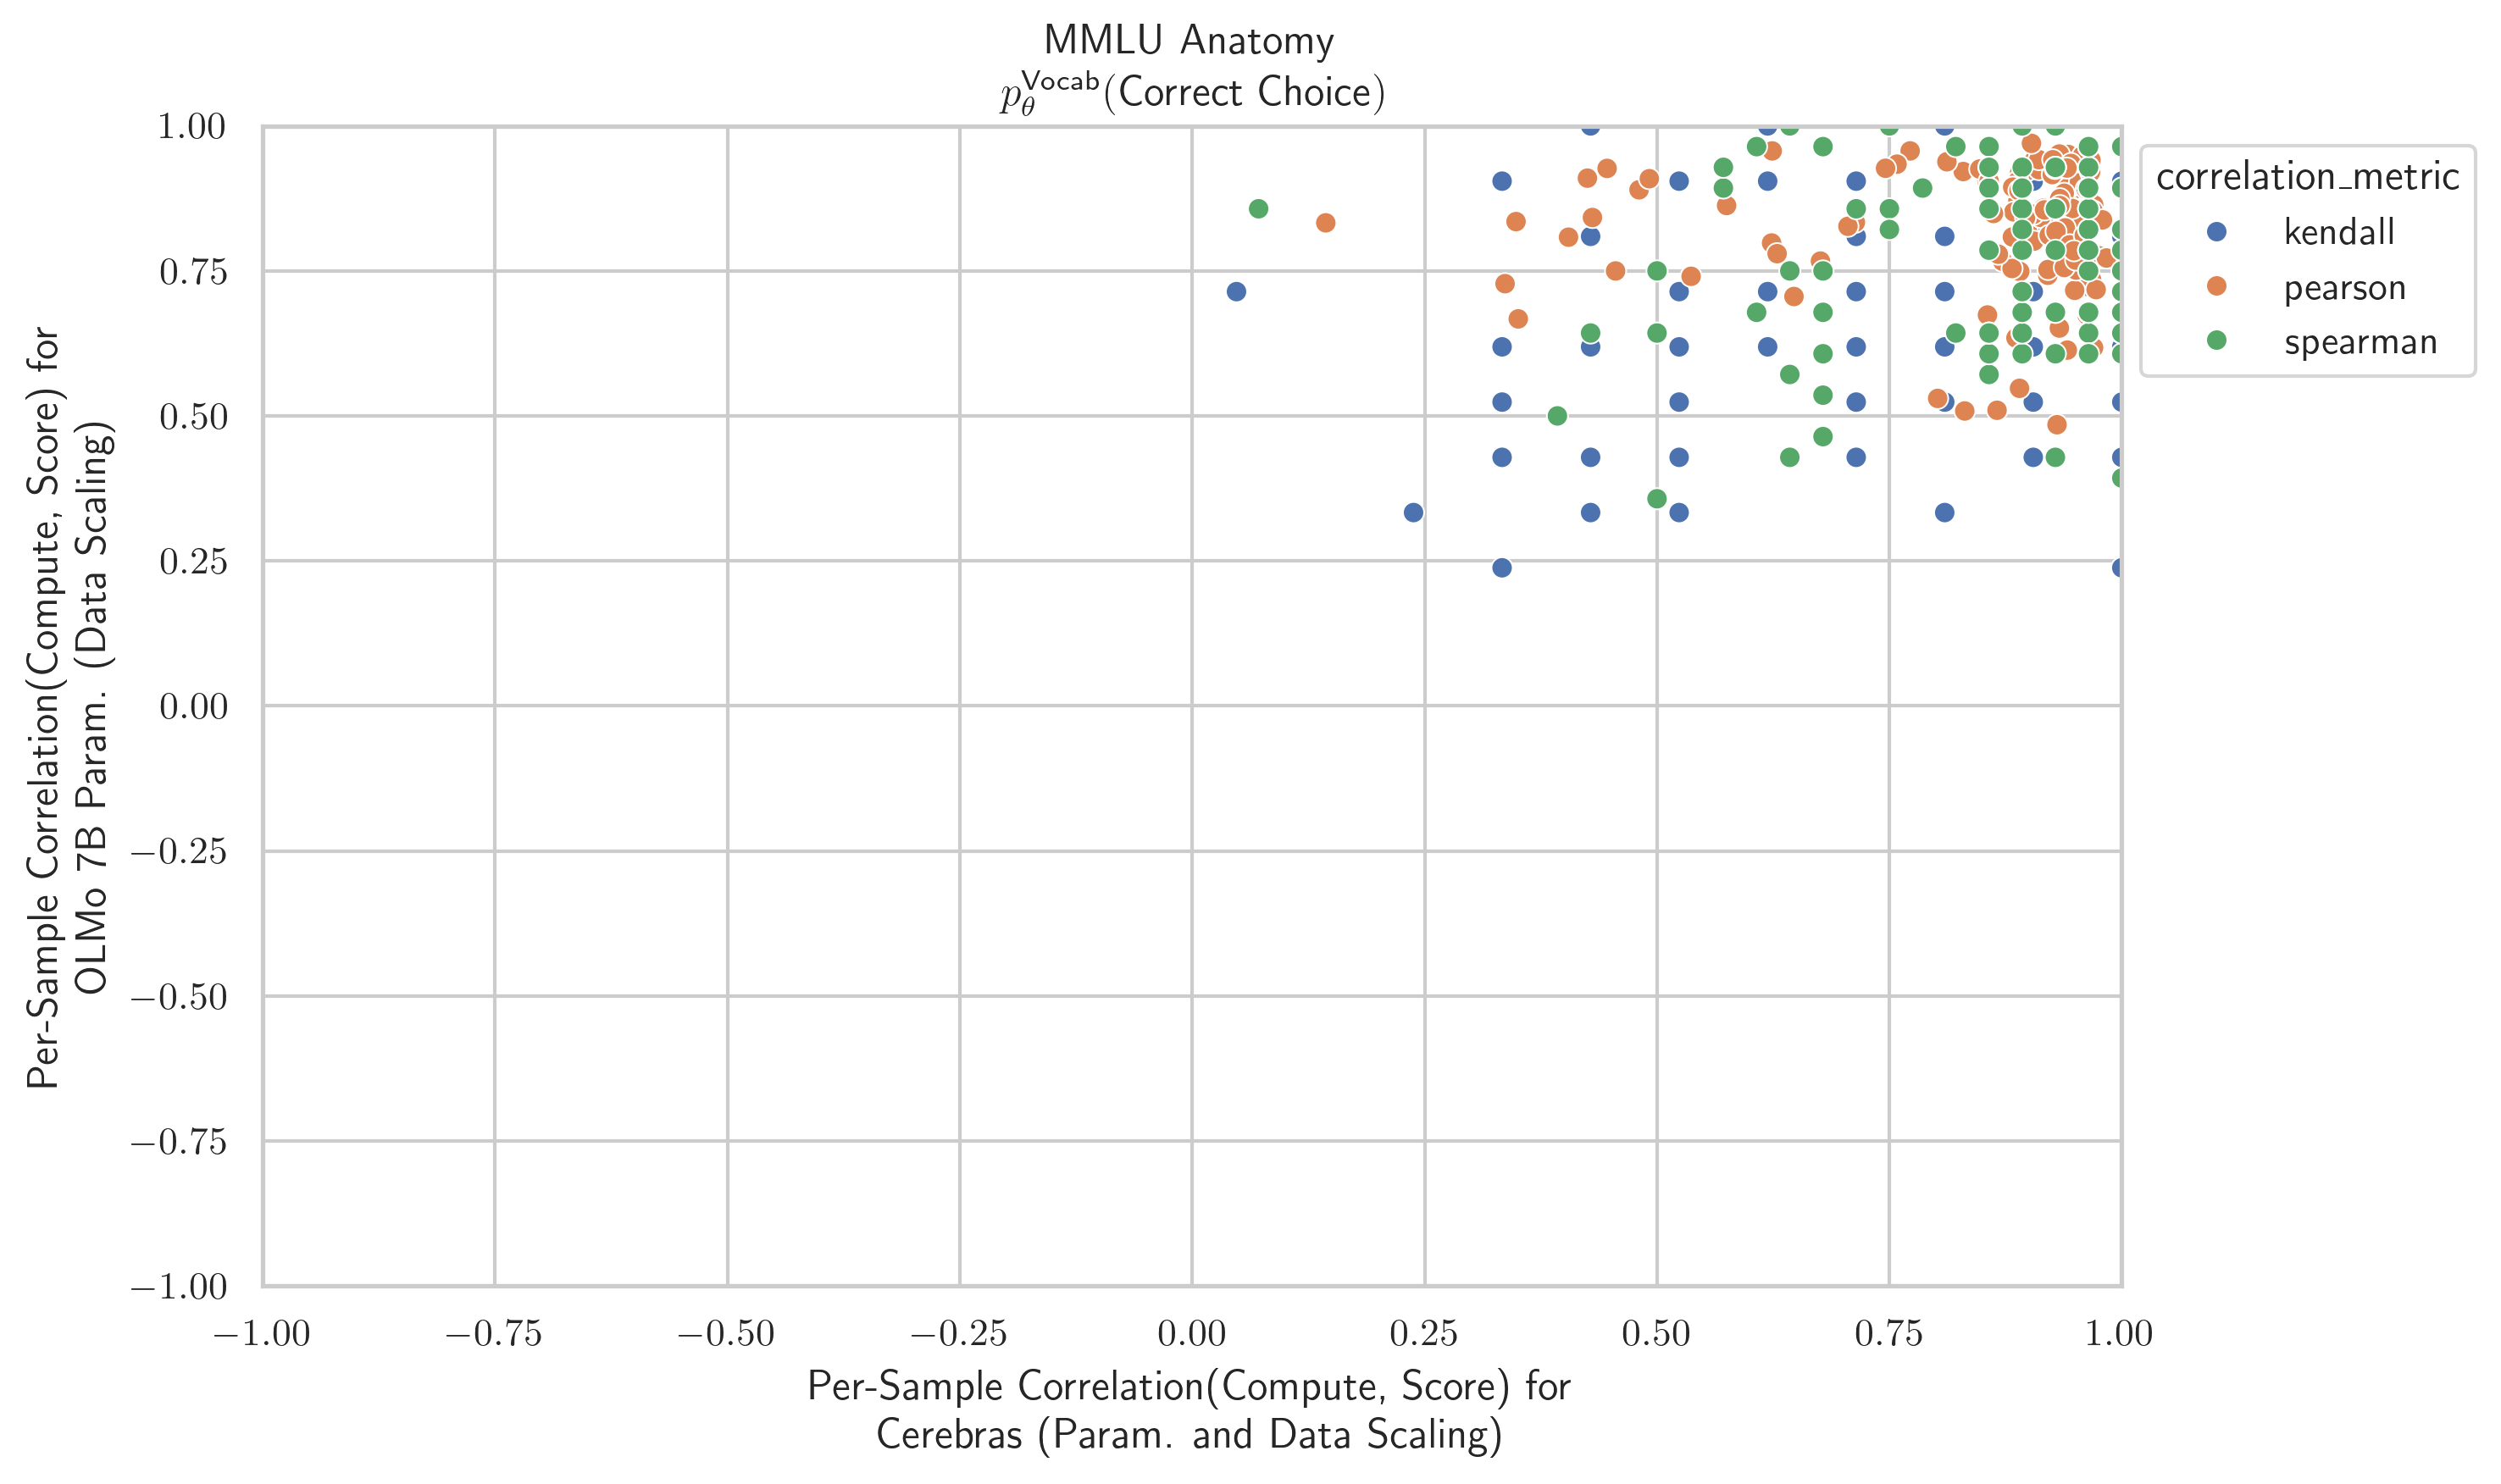 MMLU Anatomy
p_θ^Vocab(Correct Choice)
1.00
0.75
0.50
0.25
0.00
−0.25
−0.50
−0.75
−1.00
Per-Sample Correlation(Compute, Score) for
OLMo 7B Param. (Data Scaling)
correlation_metric
kendall
pearson
spearman
−1.00 −0.75 −0.50 −0.25 0.00 0.25 0.50 0.75 1.00
Per-Sample Correlation(Compute, Score) for
Cerebras (Param. and Data Scaling)